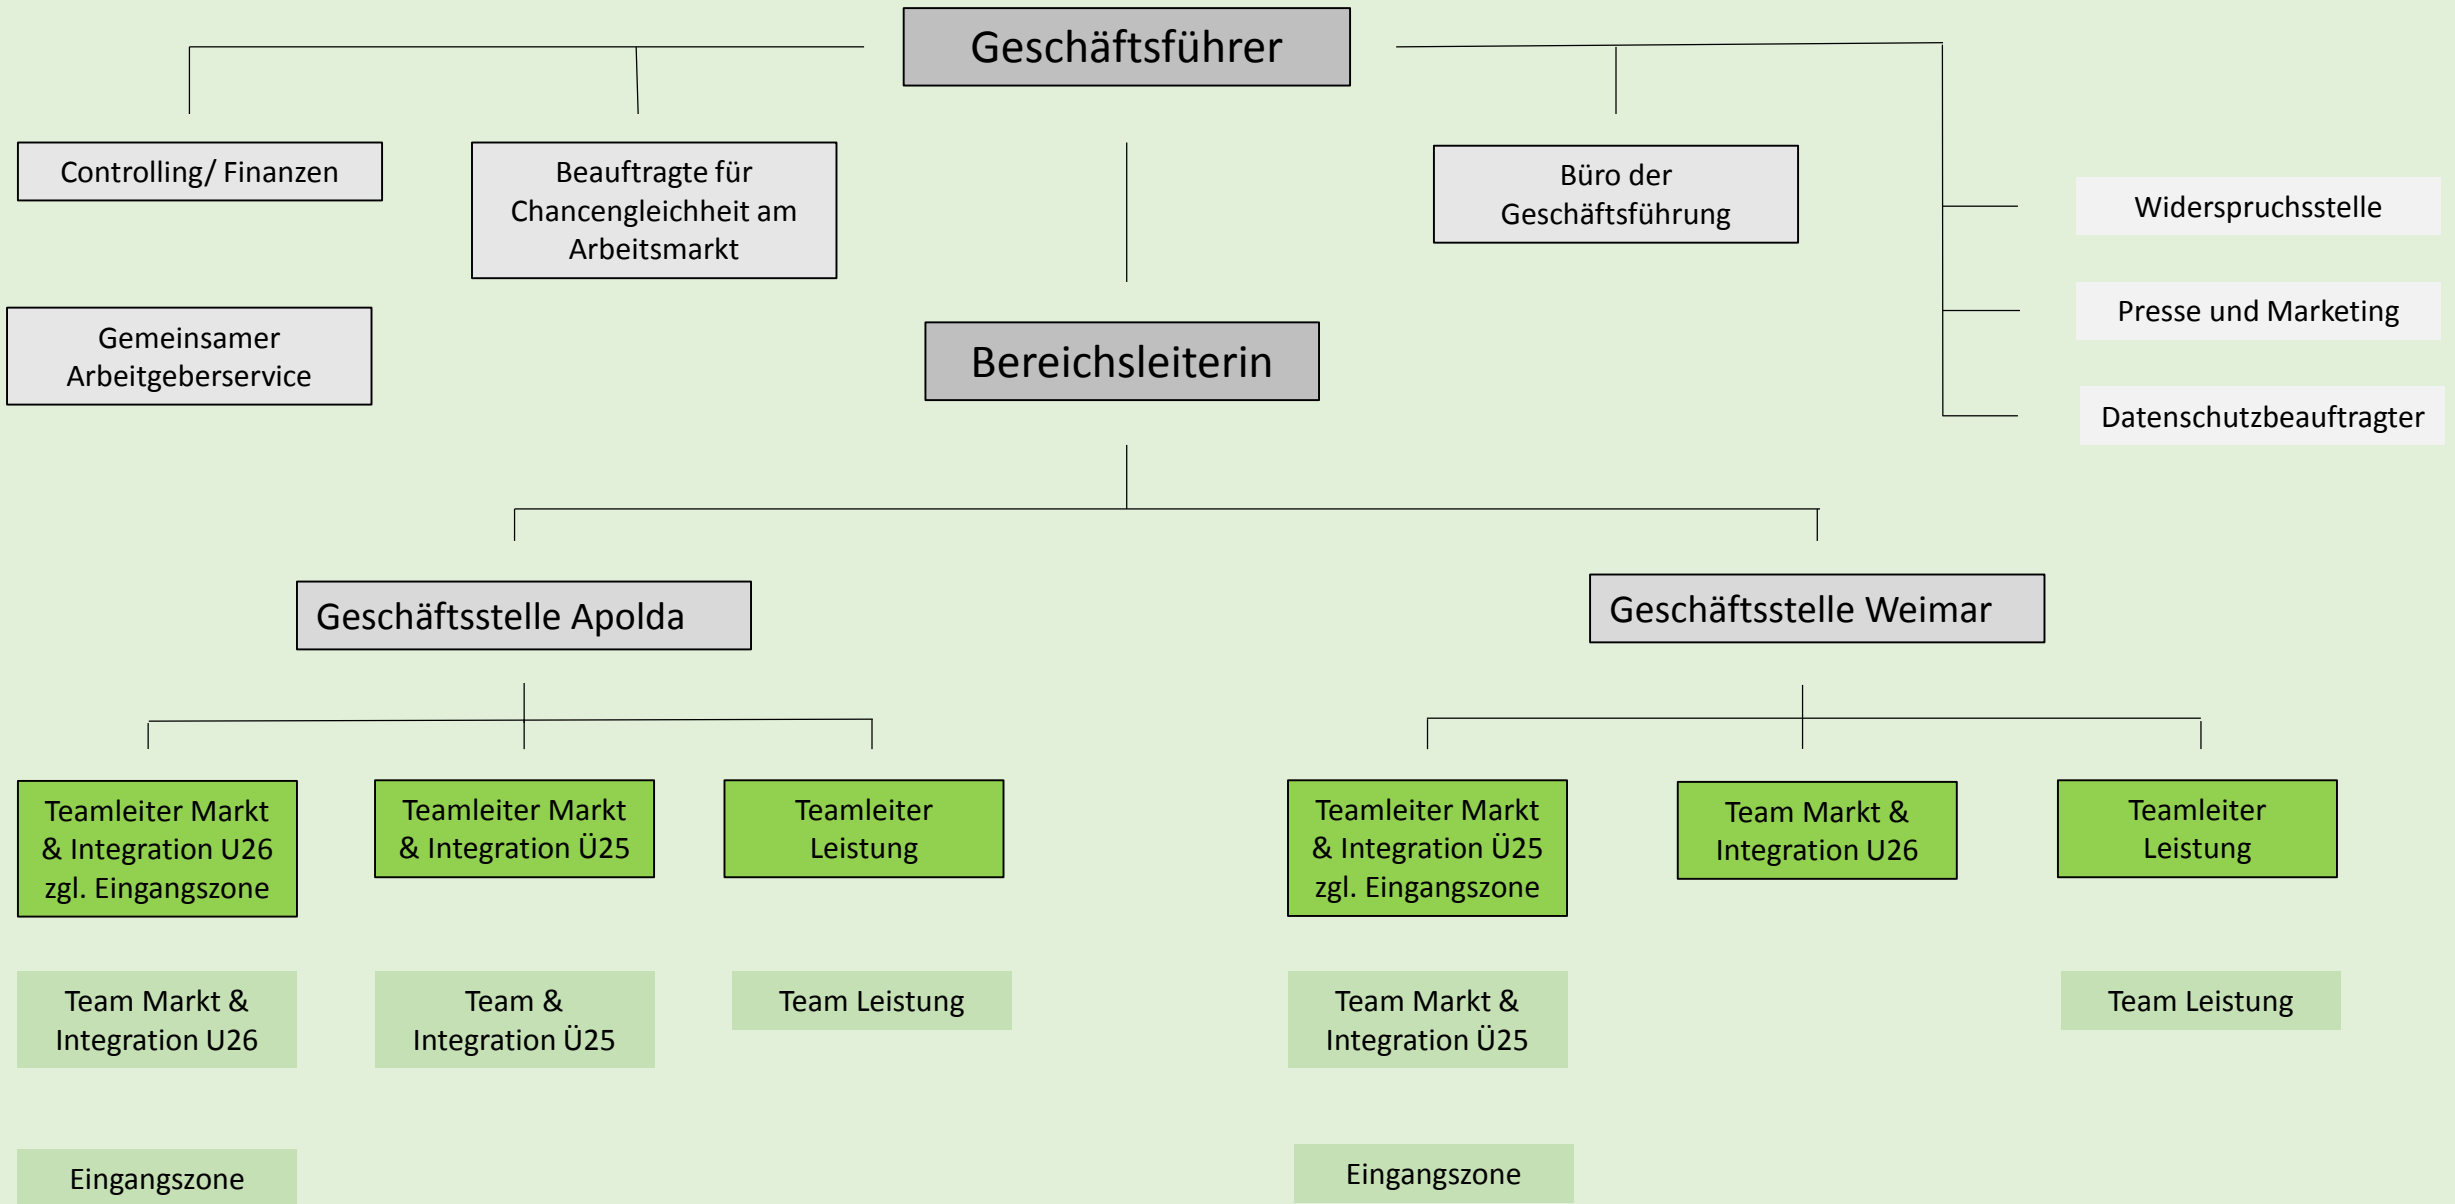 Geschäftsführer
Controlling/ Finanzen
Beauftragte für
Chancengleichheit am
Arbeitsmarkt
Büro der
Geschäftsführung
Widerspruchsstelle
Presse und Marketing
Datenschutzbeauftragter
Gemeinsamer
Arbeitgeberservice
Bereichsleiterin
Geschäftsstelle Apolda
Geschäftsstelle Weimar
Teamleiter Markt
& Integration U26
zgl. Eingangszone
Teamleiter Markt
& Integration Ü25
Teamleiter
Leistung
Teamleiter Markt
& Integration Ü25
zgl. Eingangszone
Team Markt &
Integration U26
Teamleiter
Leistung
Team Markt &
Integration U26
Team &
Integration Ü25
Team Leistung
Team Markt &
Integration Ü25
Team Leistung
Eingangszone
Eingangszone